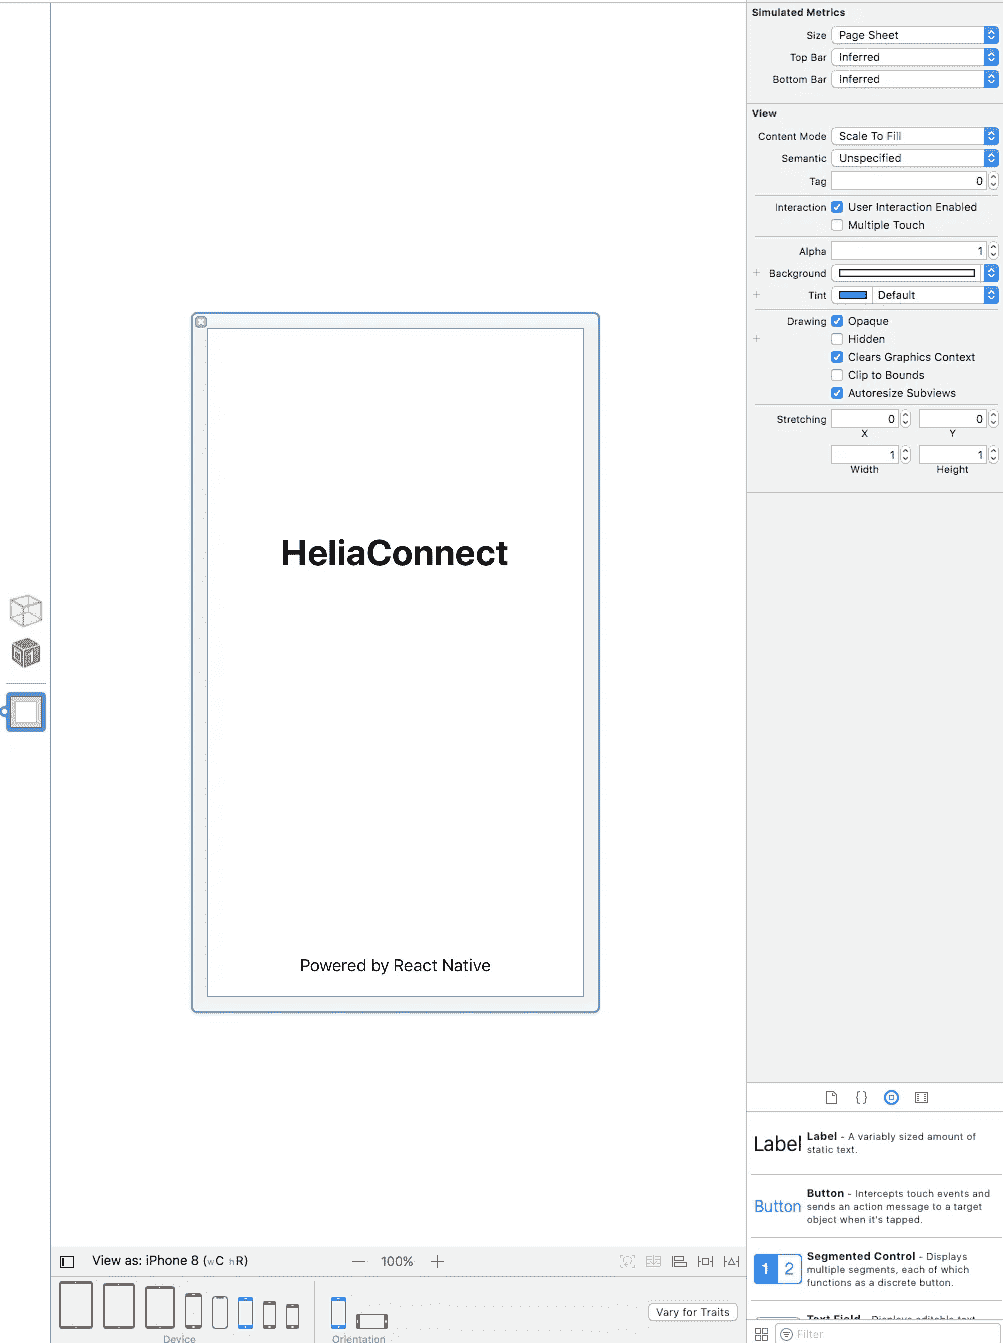 Simulated Metrics
Size Page Sheet
Top Bar Inferred
Bottom Bar Inferred
View
Content Mode Scale To Fill
Semantic Unspecified
Tag 0
Interaction User Interaction Enabled
Multiple Touch
Alpha 1
+ Background
+ Tint Default
Drawing Opaque
+ Hidden
Clears Graphics Context
Clip to Bounds
Autoresize Subviews
Stretching 0 0
X Y
1 1
Width Height
HeliaConnect
Powered by React Native
{}
Label Label - A variably sized amount of
static text.
Button Button - Intercepts touch events and
sends an action message to a target
object when it's tapped.
1 2 Segmented Control - Displays
multiple segments, each of which
functions as a discrete button.
Text Field - Displays editable text
Filter
View as: iPhone 8 (wC hR) — 100% +
Vary for Traits
Device Orientation